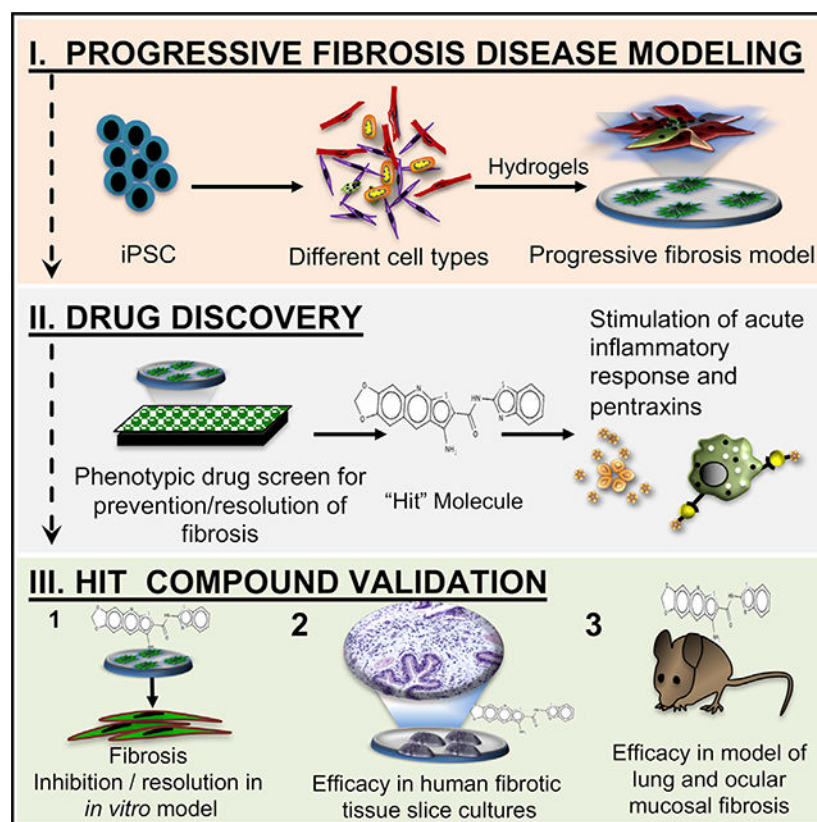 I. PROGRESSIVE FIBROSIS DISEASE MODELING
Hydrogels
iPSC
Different cell types
Progressive fibrosis model
II. DRUG DISCOVERY
Phenotypic drug screen for
prevention/resolution of
fibrosis
O
O
N
S
NH₂
O
HN
S
N
“Hit” Molecule
Stimulation of acute
inflammatory
response and
pentraxins
III. HIT COMPOUND VALIDATION
1
Fibrosis
Inhibition / resolution in
in vitro model
2
Efficacy in human fibrotic
tissue slice cultures
3
Efficacy in model of
lung and ocular
mucosal fibrosis